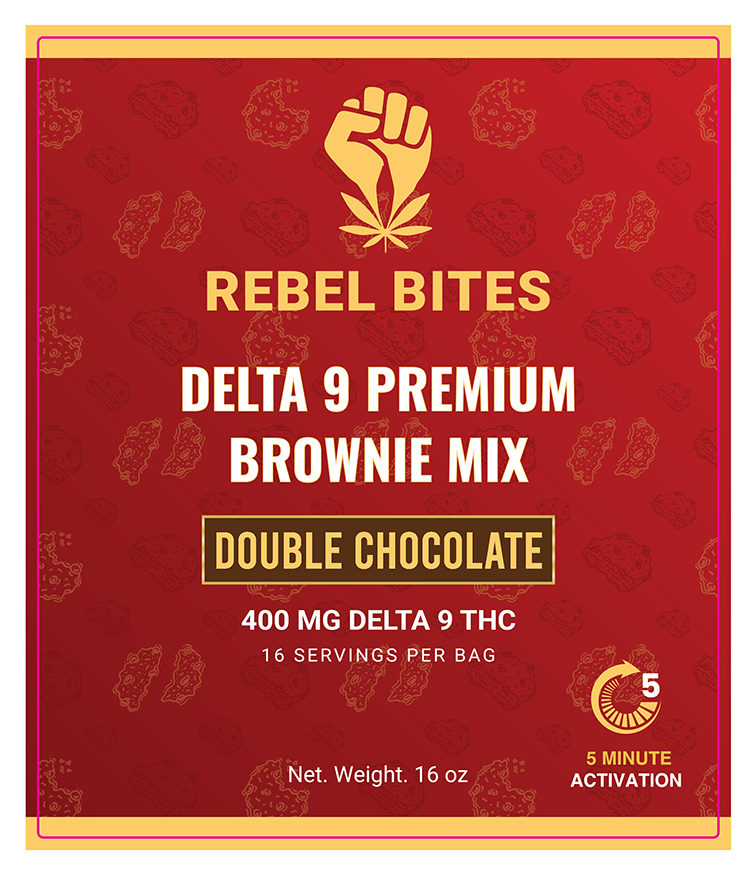 REBEL BITES
DELTA 9 PREMIUM
BROWNIE MIX
DOUBLE CHOCOLATE
400 MG DELTA 9 THC
16 SERVINGS PER BAG
5
5 MINUTE
ACTIVATION
Net. Weight. 16 oz